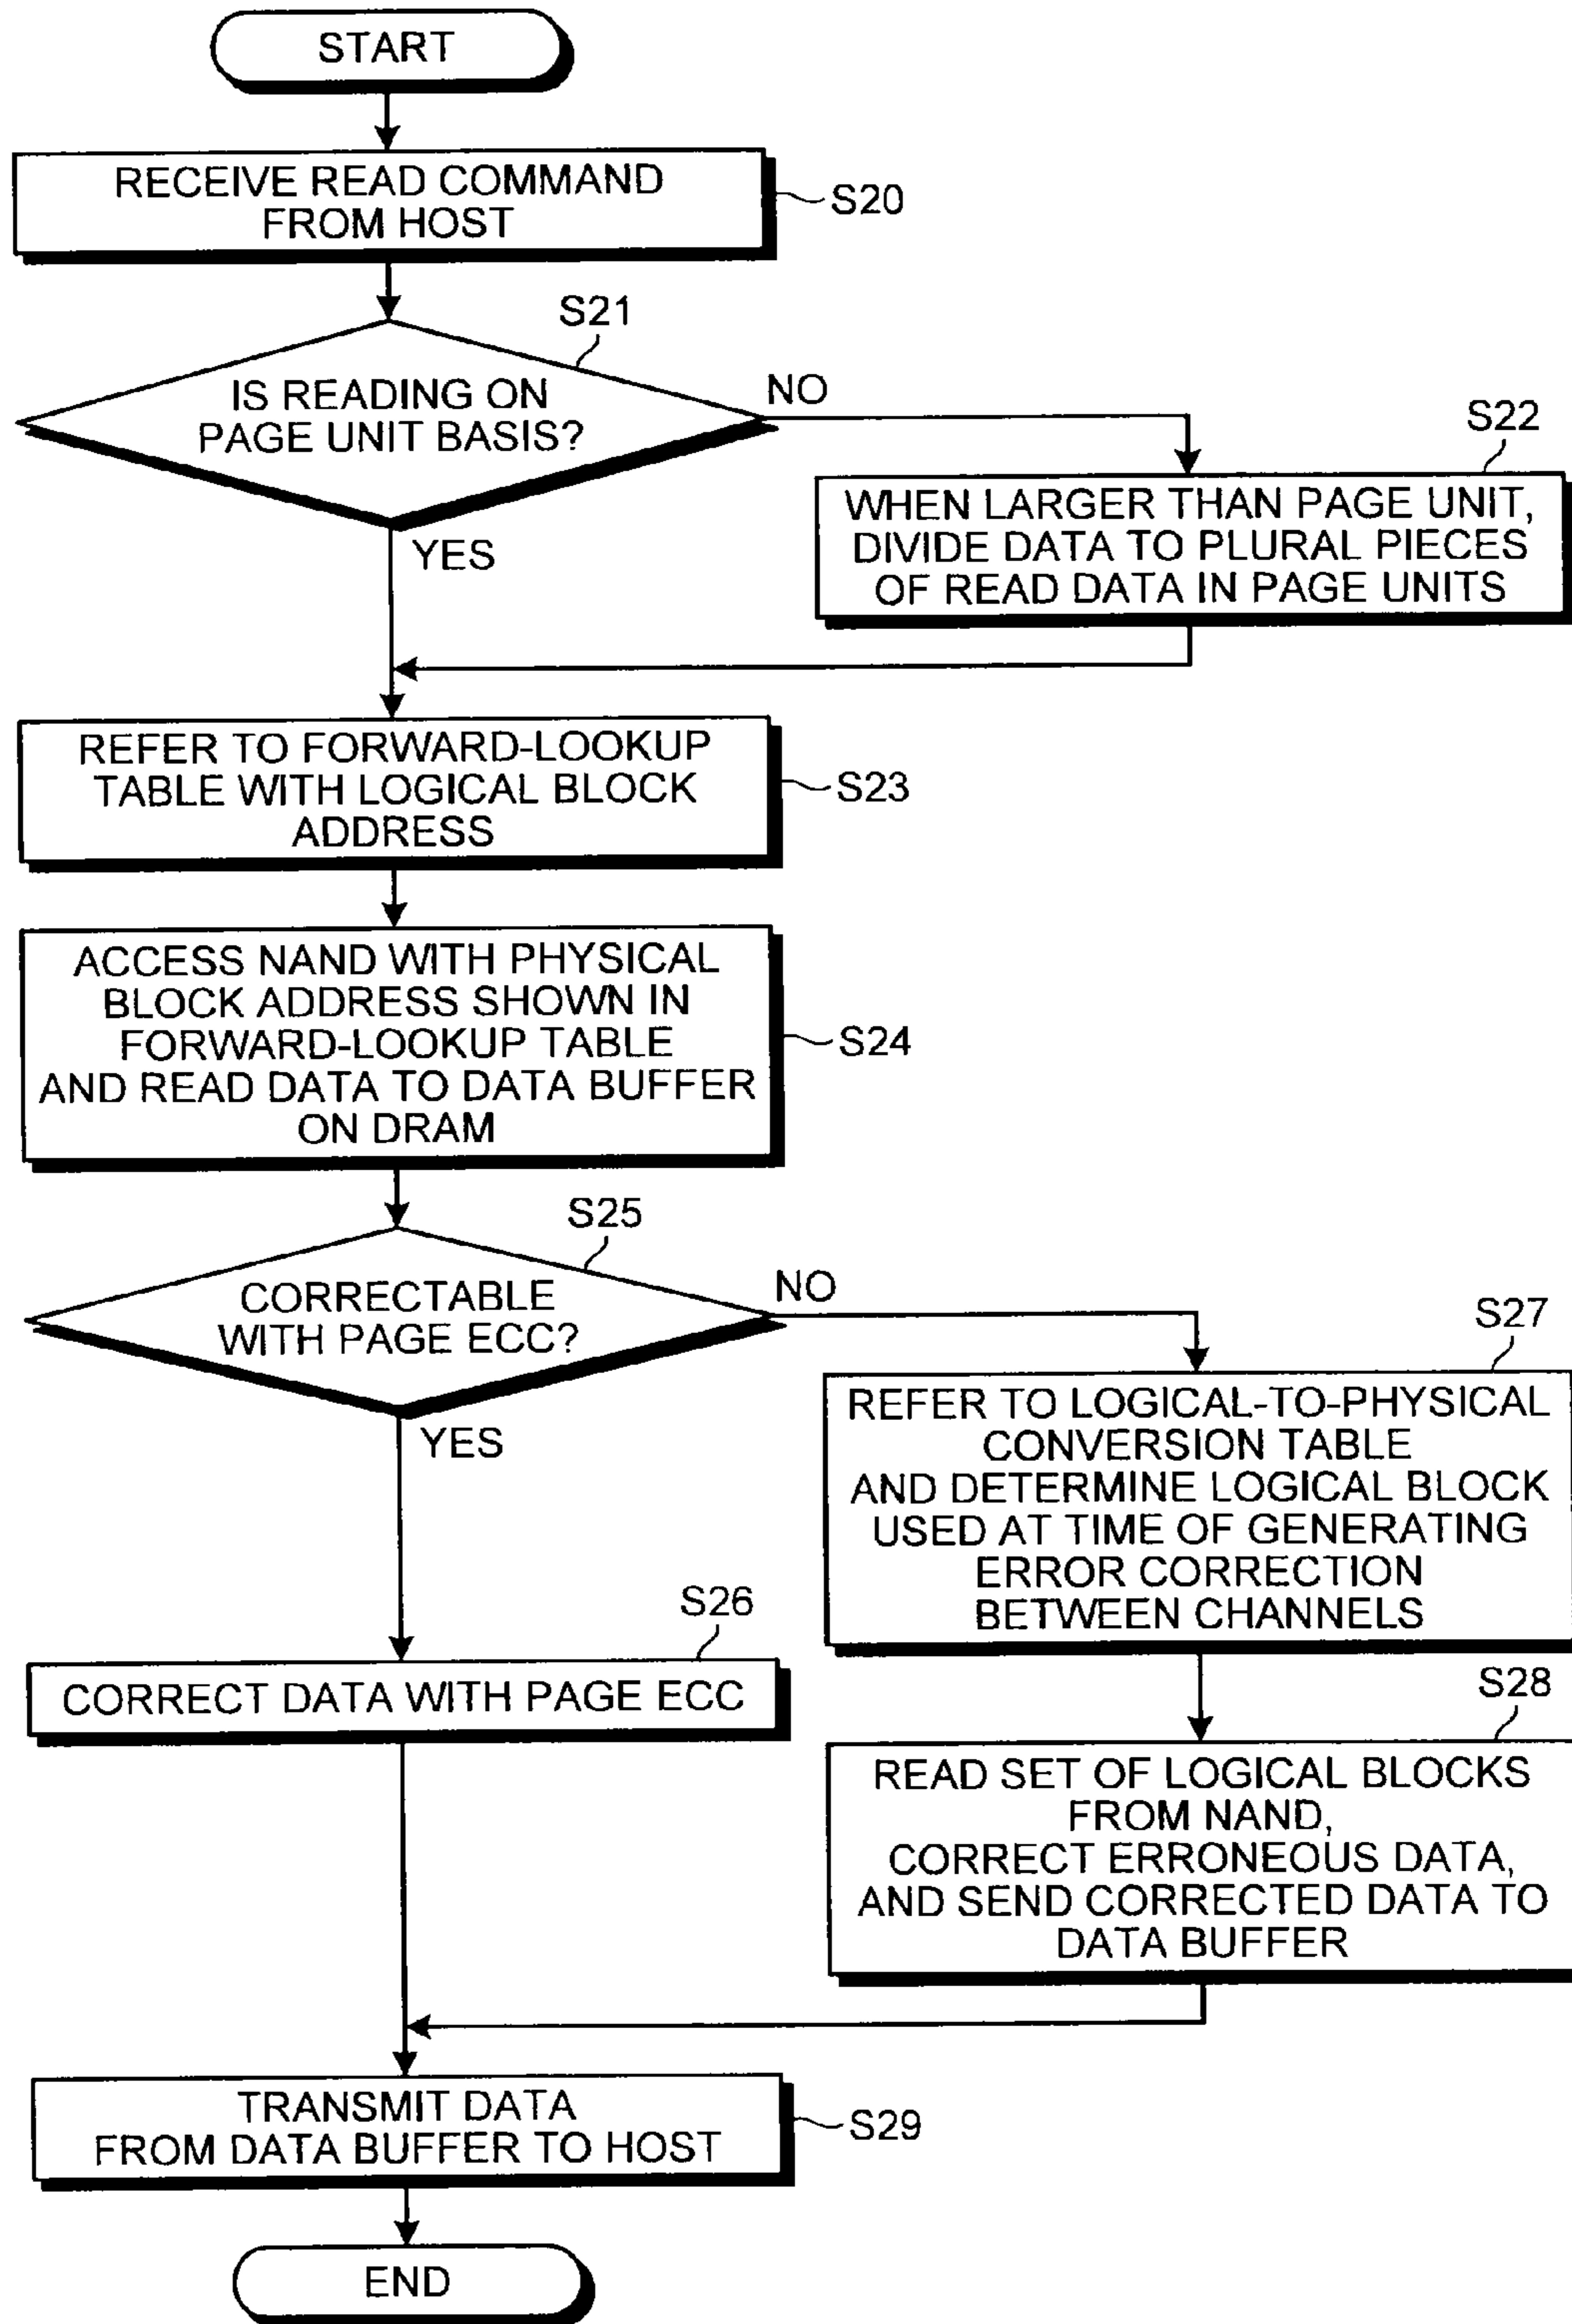 START
RECEIVE READ COMMAND
FROM HOST
S20
S21
IS READING ON
PAGE UNIT BASIS?
NO
YES
S22
WHEN LARGER THAN PAGE UNIT,
DIVIDE DATA TO PLURAL PIECES
OF READ DATA IN PAGE UNITS
REFER TO FORWARD-LOOKUP
TABLE WITH LOGICAL BLOCK
ADDRESS
S23
ACCESS NAND WITH PHYSICAL
BLOCK ADDRESS SHOWN IN
FORWARD-LOOKUP TABLE
AND READ DATA TO DATA BUFFER
ON DRAM
S24
S25
CORRECTABLE
WITH PAGE ECC?
NO
YES
S27
REFER TO LOGICAL-TO-PHYSICAL
CONVERSION TABLE
AND DETERMINE LOGICAL BLOCK
USED AT TIME OF GENERATING
ERROR CORRECTION
BETWEEN CHANNELS
S26
CORRECT DATA WITH PAGE ECC
S28
READ SET OF LOGICAL BLOCKS
FROM NAND,
CORRECT ERRONEOUS DATA,
AND SEND CORRECTED DATA TO
DATA BUFFER
TRANSMIT DATA
FROM DATA BUFFER TO HOST
S29
END